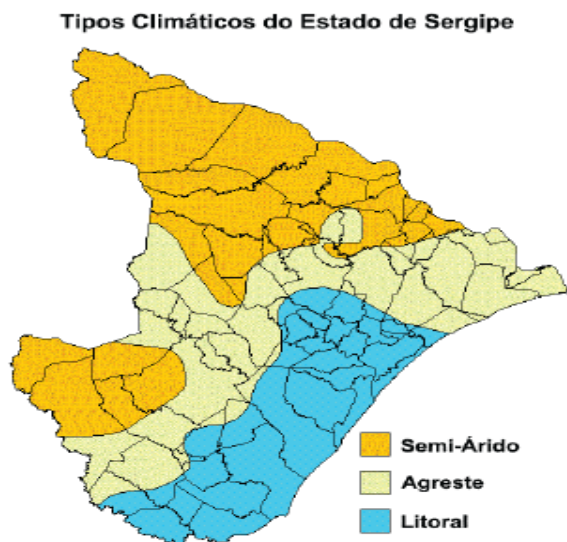 Tipos Climáticos do Estado de Sergipe
Semi-Árido
Agreste
Litoral